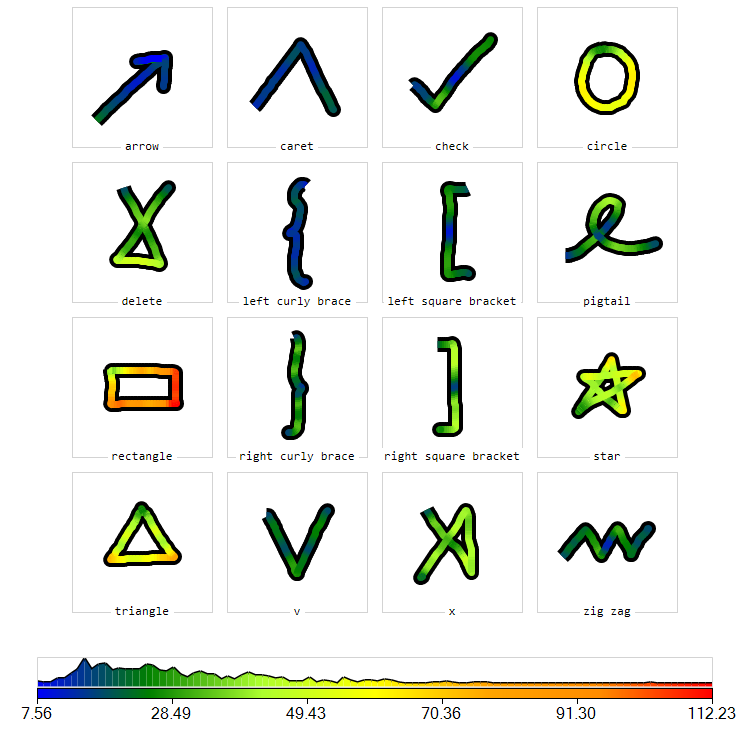 arrow caret check circle
delete left curly brace left square bracket pigtail
rectangle right curly brace right square bracket star
triangle v x zig zag
7.56 28.49 49.43 70.36 91.30 112.23